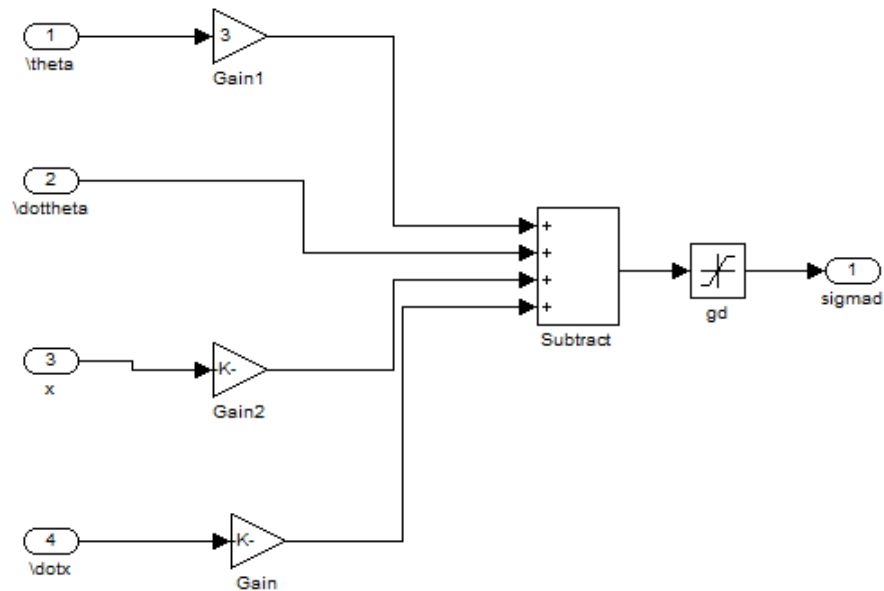 1
\theta
3
Gain1
2
\dottheta
+
+
+
+
Subtract
gd
1
sigmad
3
x
-K-
Gain2
4
\dotx
-K-
Gain